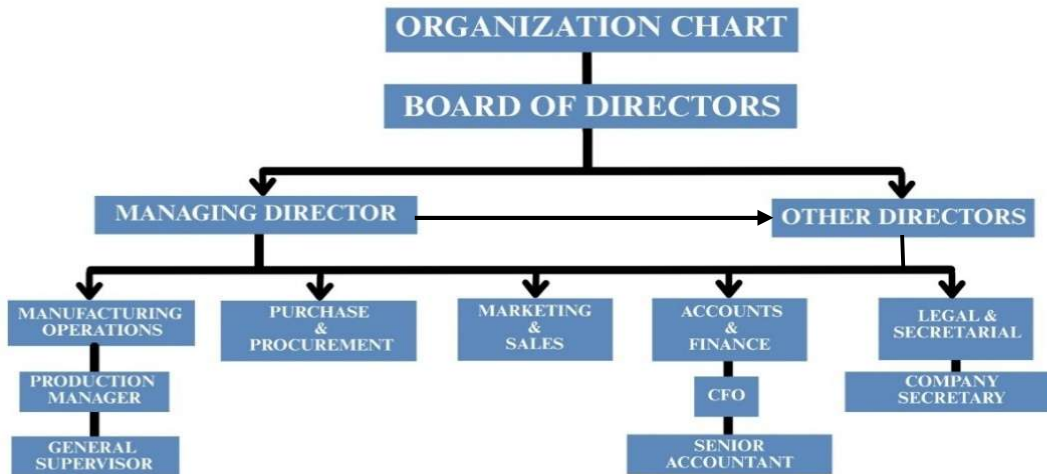 ORGANIZATION CHART
BOARD OF DIRECTORS
MANAGING DIRECTOR
OTHER DIRECTORS
MANUFACTURING
OPERATIONS
PURCHASE
&
PROCUREMENT
MARKETING
&
SALES
ACCOUNTS
&
FINANCE
LEGAL &
SECRETARIAL
PRODUCTION
MANAGER
CFO
COMPANY
SECRETARY
GENERAL
SUPERVISOR
SENIOR
ACCOUNTANT